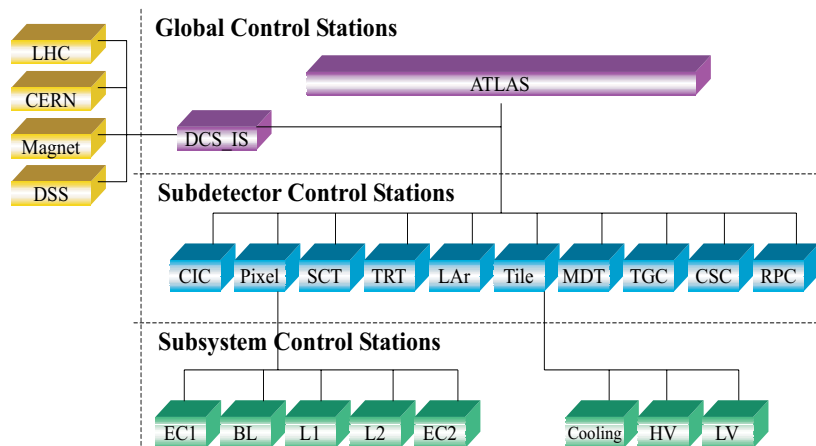 Global Control Stations
LHC
CERN
Magnet
DSS
ATLAS
DCS_IS
Subdetector Control Stations
CIC Pixel SCT TRT LAr Tile MDT TGC CSC RPC
Subsystem Control Stations
EC1 BL L1 L2 EC2 Cooling HV LV